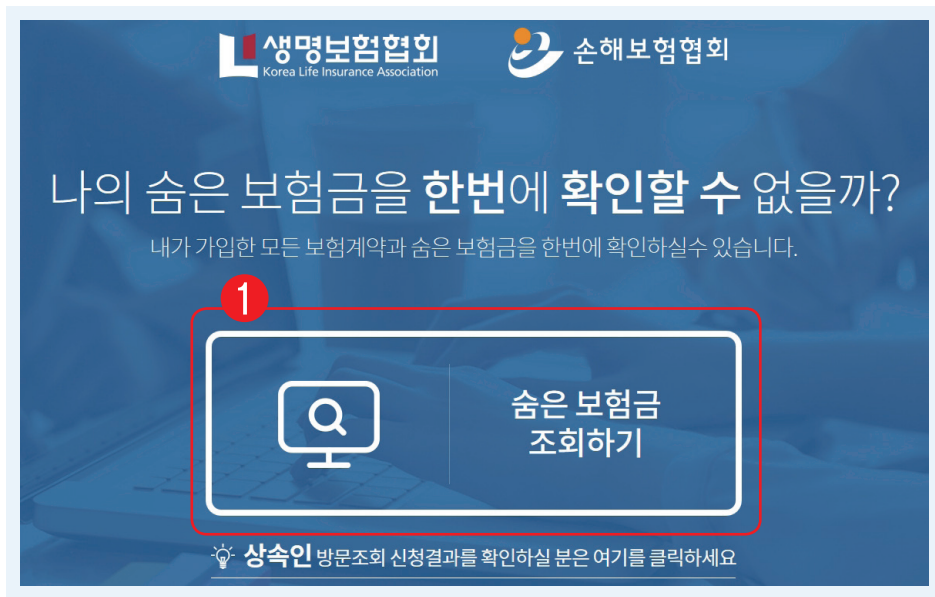 생명보험협회
Korea Life Insurance Association
손해보험협회
나의 숨은 보험금을 한번에 확인할 수 없을까?
내가 가입한 모든 보험계약과 숨은 보험금을 한번에 확인하실수 있습니다.
1
숨은 보험금
조회하기
상속인 방문조회 신청결과를 확인하실 분은 여기를 클릭하세요